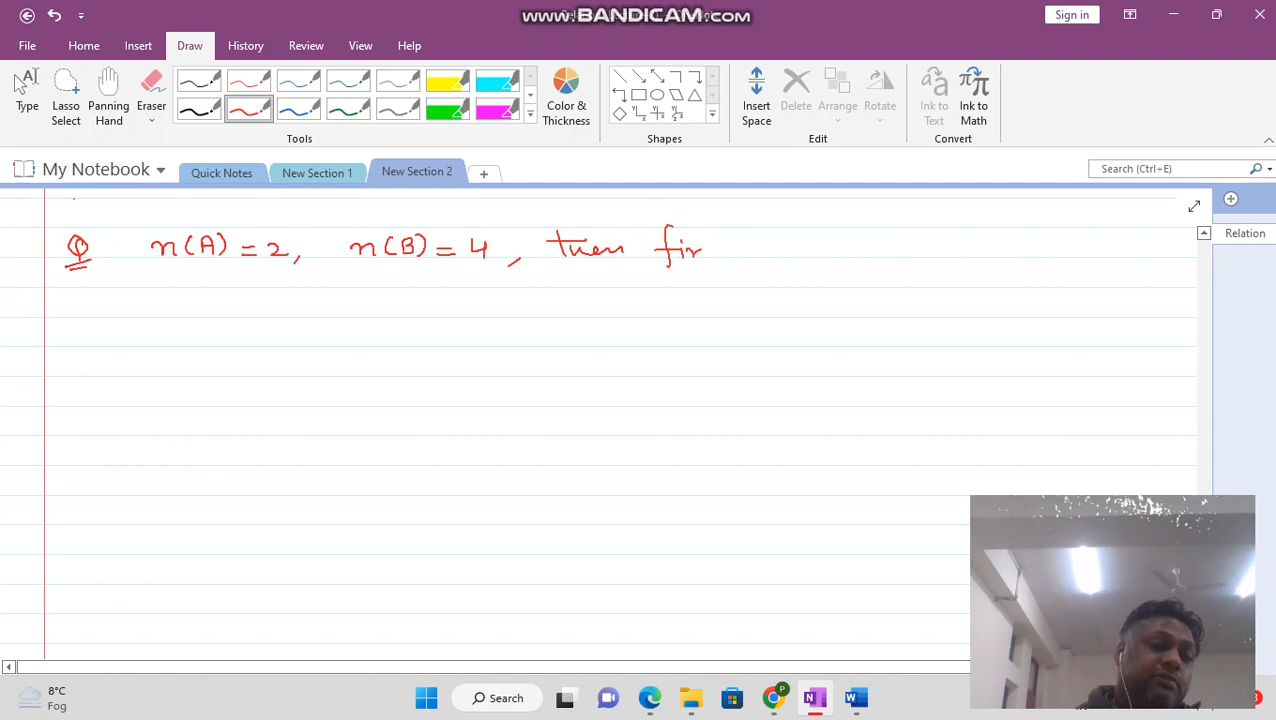 www.BANDICAM.com
Sign in
File Home Insert Draw History Review View Help
Type
Lasso Select
Panning Hand
Eraser
Color & Thickness
Insert Space
Delete
Arrange
Rotate
Ink to Text
Ink to Math
Tools
Shapes
Edit
Convert
My Notebook
Quick Notes
New Section 1
New Section 2
Search (Ctrl+E)
Relation
Q n(A) = 2, n(B) = 4, then fin
8°C
Fog
Search